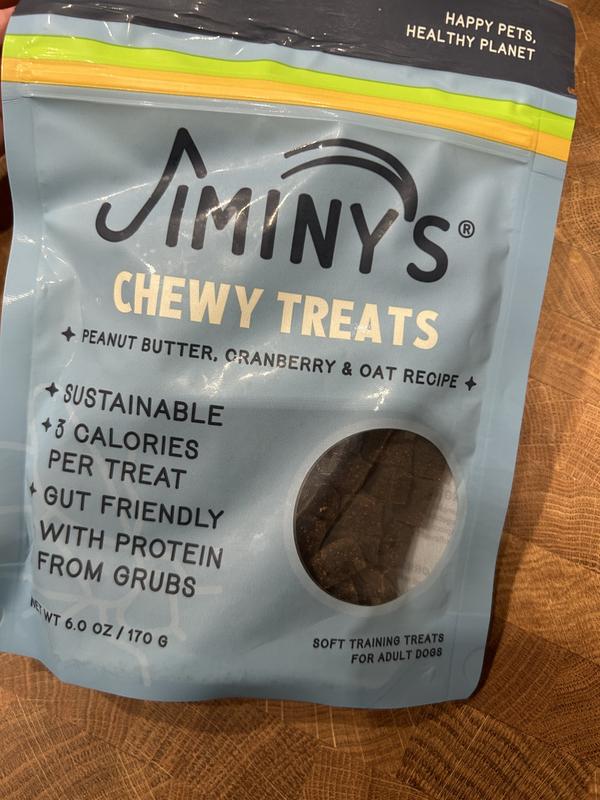 HAPPY PETS,
HEALTHY PLANET
JIMINY'S®
CHEWY TREATS
✦ PEANUT BUTTER, CRANBERRY & OAT RECIPE ✦
✦ SUSTAINABLE
✦ 3 CALORIES
PER TREAT
✦ GUT FRIENDLY
WITH PROTEIN
FROM GRUBS
NET WT 6.0 OZ / 170 G
SOFT TRAINING TREATS
FOR ADULT DOGS